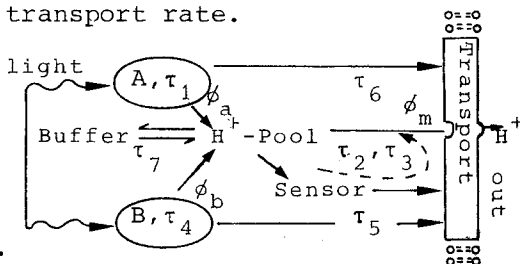 transport rate.
light
A, τ1
φa
τ6
φm
Buffer
τ7
H+-Pool
τ2, τ3
Sensor
φb
B, τ4
τ5
Transport
H+
out